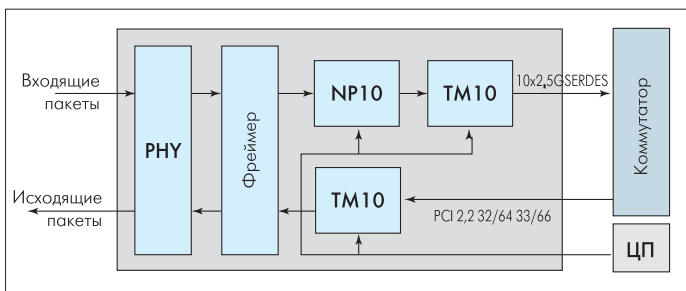 Входящие
пакеты
PHY
Фреймер
NP10
TM10
10x2,5GSERDES
Коммутатор
Исходящие
пакеты
TM10
PCI 2,2 32/64 33/66
ЦП